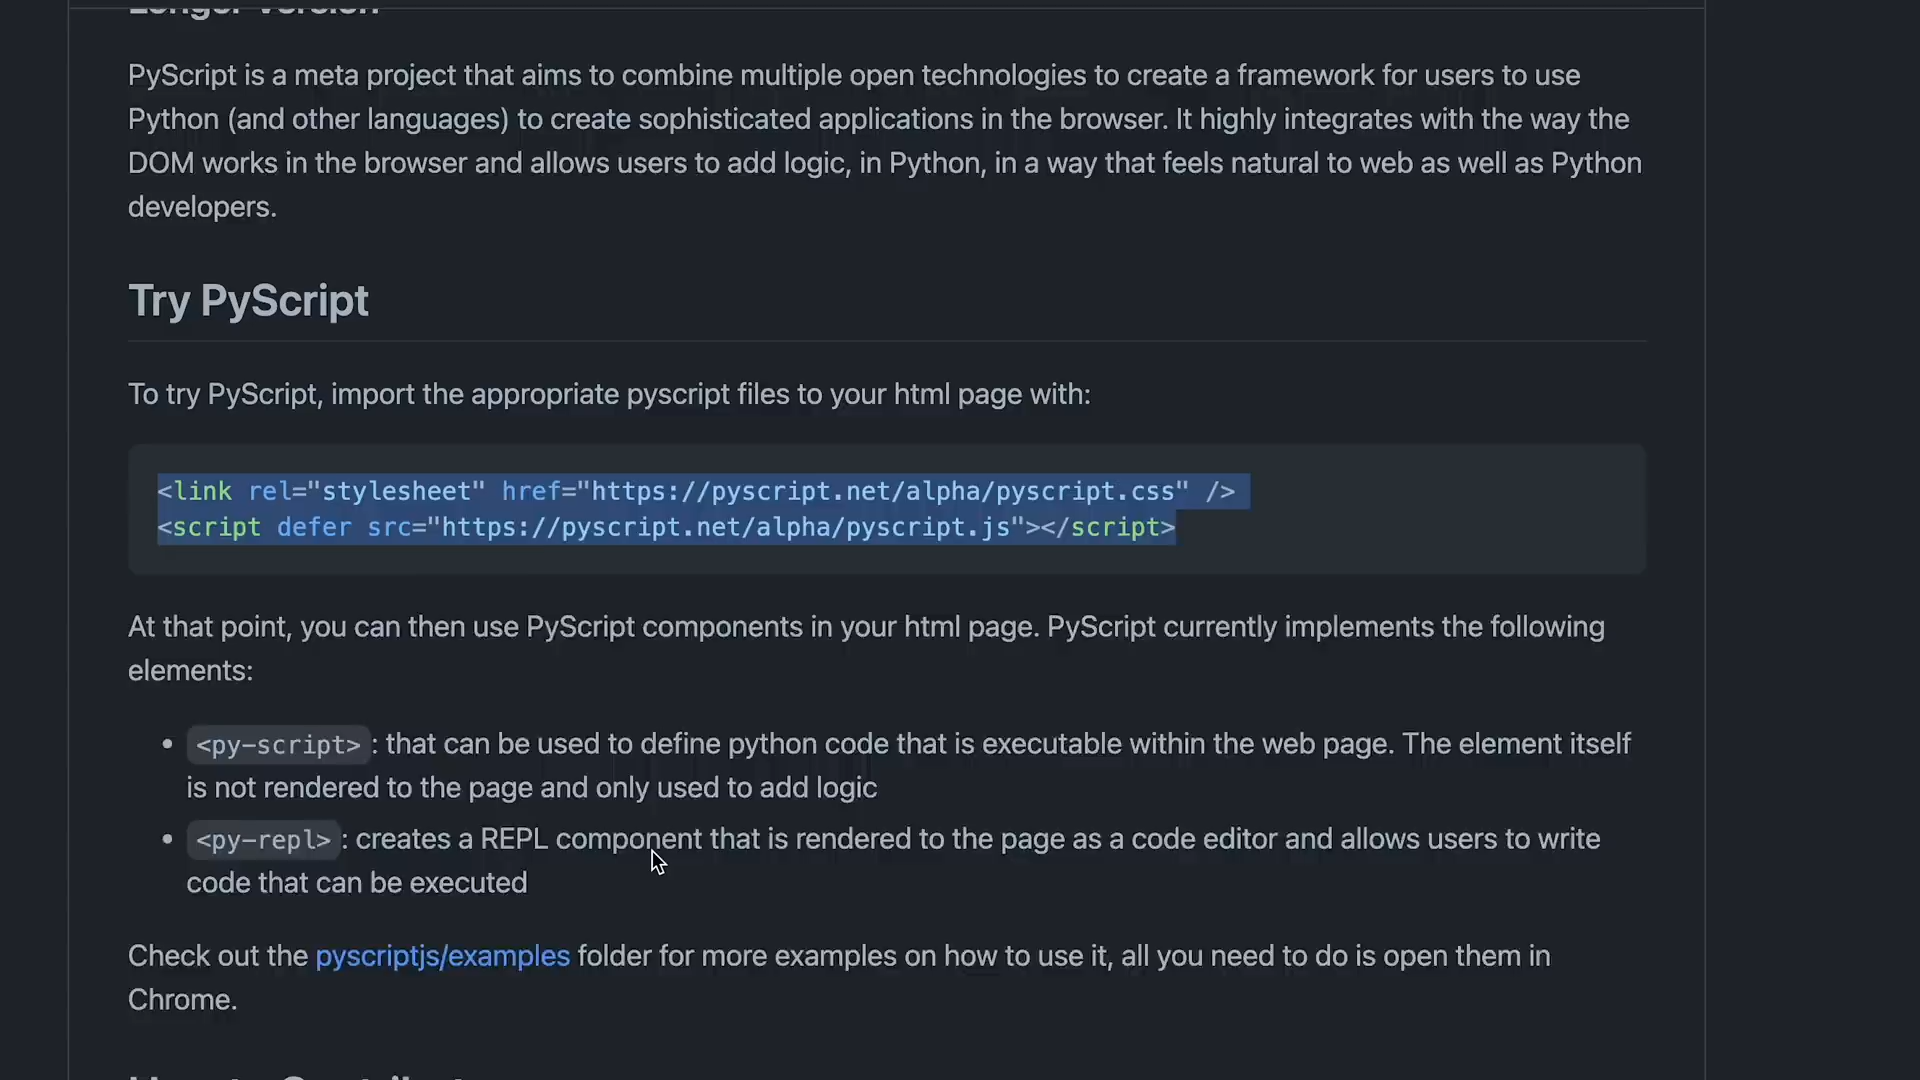 Longer Version
PyScript is a meta project that aims to combine multiple open technologies to create a framework for users to use
Python (and other languages) to create sophisticated applications in the browser. It highly integrates with the way the
DOM works in the browser and allows users to add logic, in Python, in a way that feels natural to web as well as Python
developers.
Try PyScript
To try PyScript, import the appropriate pyscript files to your html page with:
<link rel="stylesheet" href="https://pyscript.net/alpha/pyscript.css" />
<script defer src="https://pyscript.net/alpha/pyscript.js"></script>
At that point, you can then use PyScript components in your html page. PyScript currently implements the following
elements:
• <py-script> : that can be used to define python code that is executable within the web page. The element itself
is not rendered to the page and only used to add logic
• <py-repl> : creates a REPL component that is rendered to the page as a code editor and allows users to write
code that can be executed
Check out the pyscriptjs/examples folder for more examples on how to use it, all you need to do is open them in
Chrome.